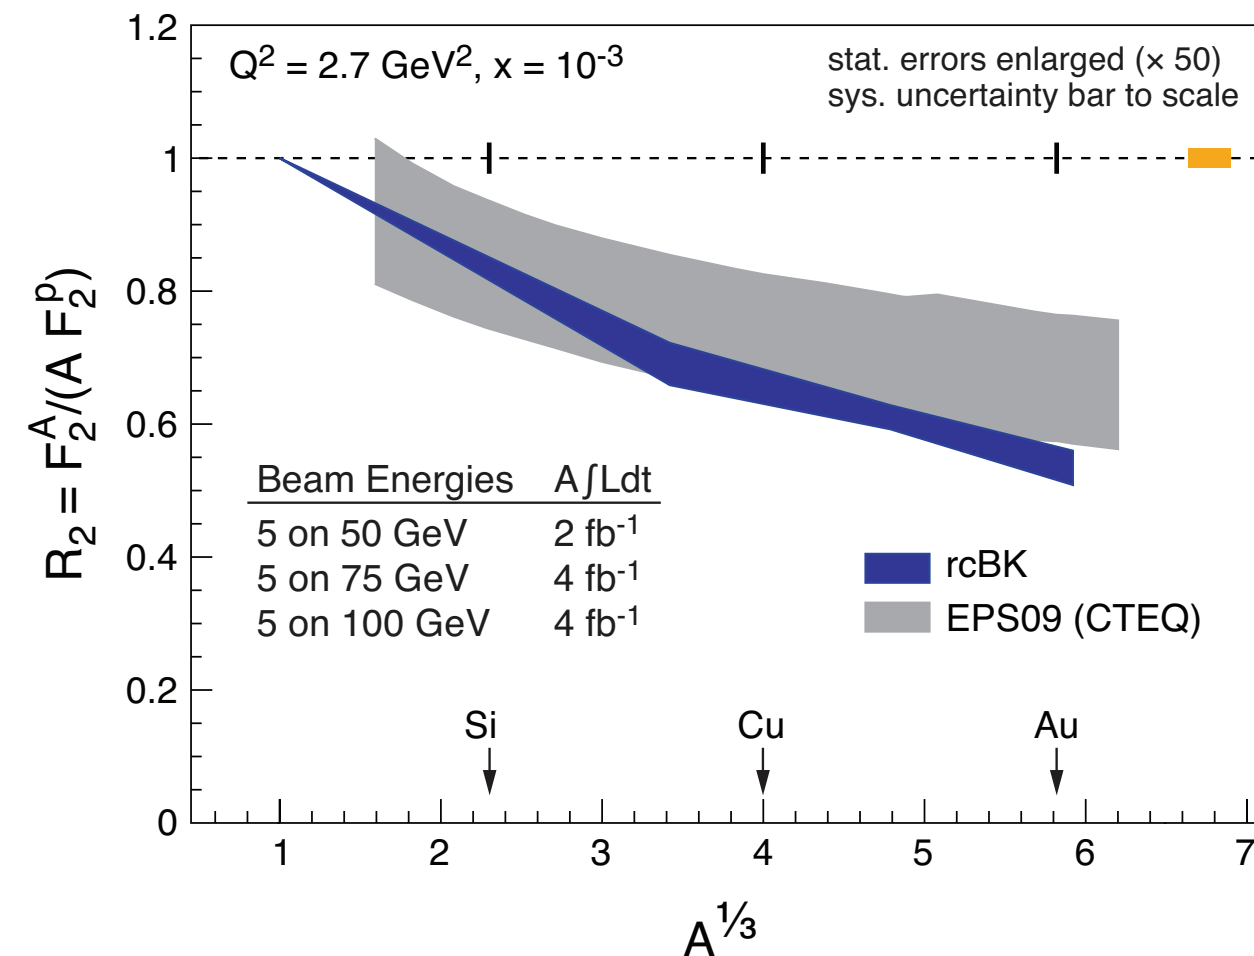 1.2
Q² = 2.7 GeV², x = 10⁻³
stat. errors enlarged (× 50)
sys. uncertainty bar to scale
1
0.8
0.6
0.4
0.2
0
R₂ = F₂ᴬ/(A F₂ᵖ)
Beam Energies A∫Ldt
5 on 50 GeV 2 fb⁻¹
5 on 75 GeV 4 fb⁻¹
5 on 100 GeV 4 fb⁻¹
rcBK
EPS09 (CTEQ)
Si Cu Au
1 2 3 4 5 6 7
A⅓